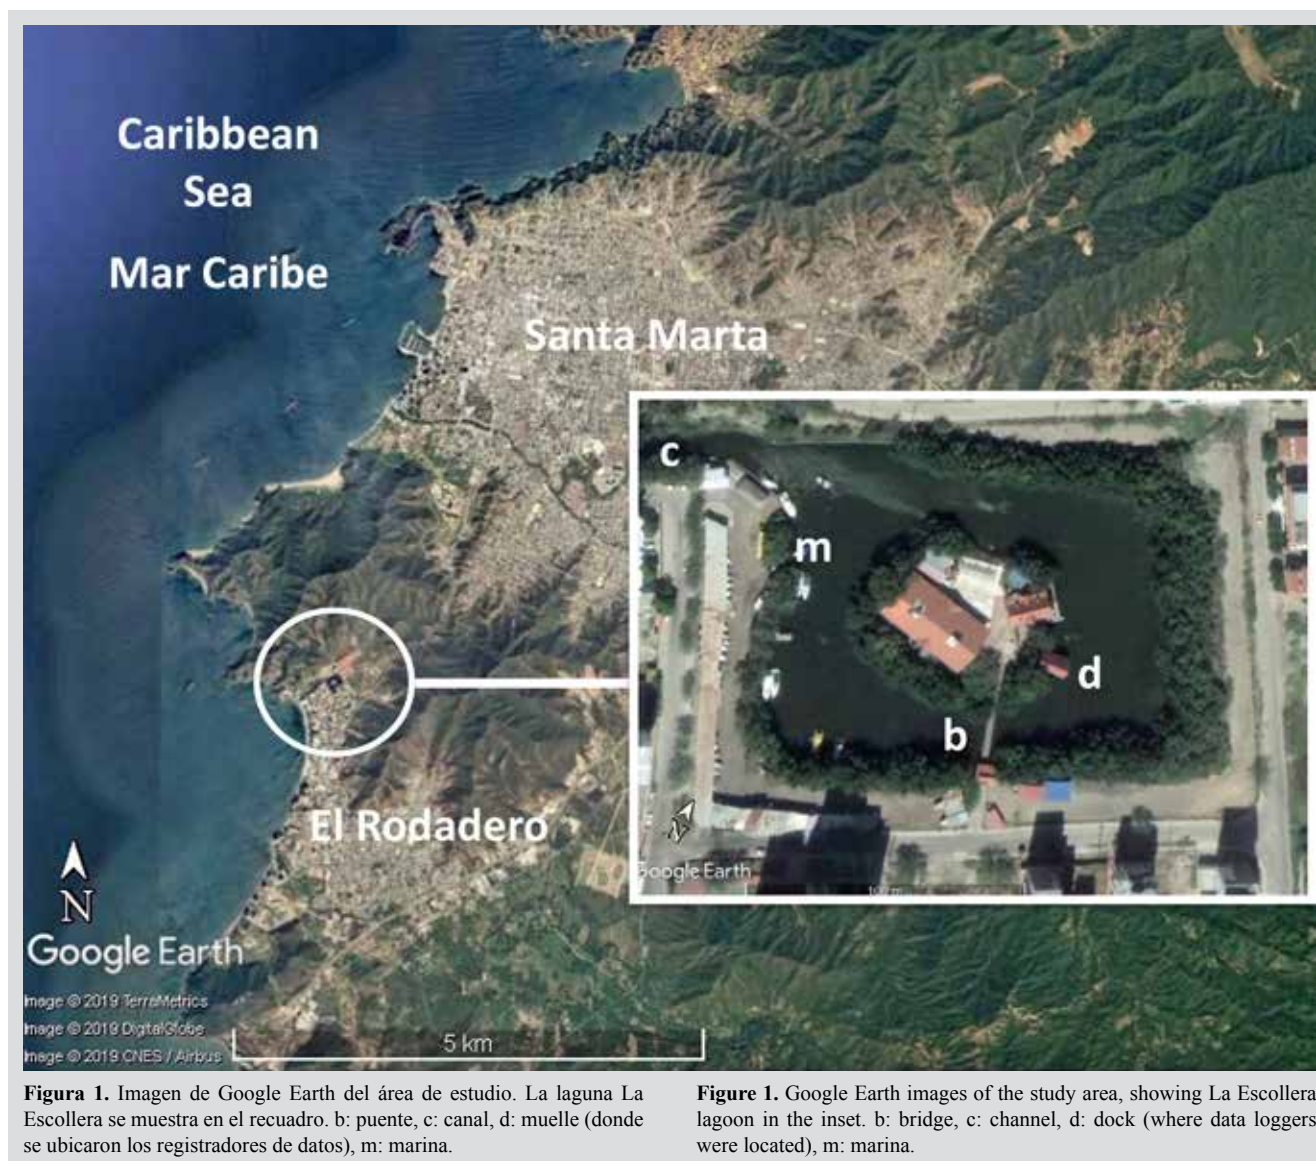 Caribbean
Sea
Mar Caribe
Santa Marta
c
m
d
b
N
Google Earth
El Rodadero
N
Google Earth
Image © 2019 TerraMetrics
Image © 2019 DigitalGlobe
Image © 2019 CNES / Airbus
5 km
Figura 1. Imagen de Google Earth del área de estudio. La laguna La
Escollera se muestra en el recuadro. b: puente, c: canal, d: muelle (donde
se ubicaron los registradores de datos), m: marina.
Figure 1. Google Earth images of the study area, showing La Escollera
lagoon in the inset. b: bridge, c: channel, d: dock (where data loggers
were located), m: marina.